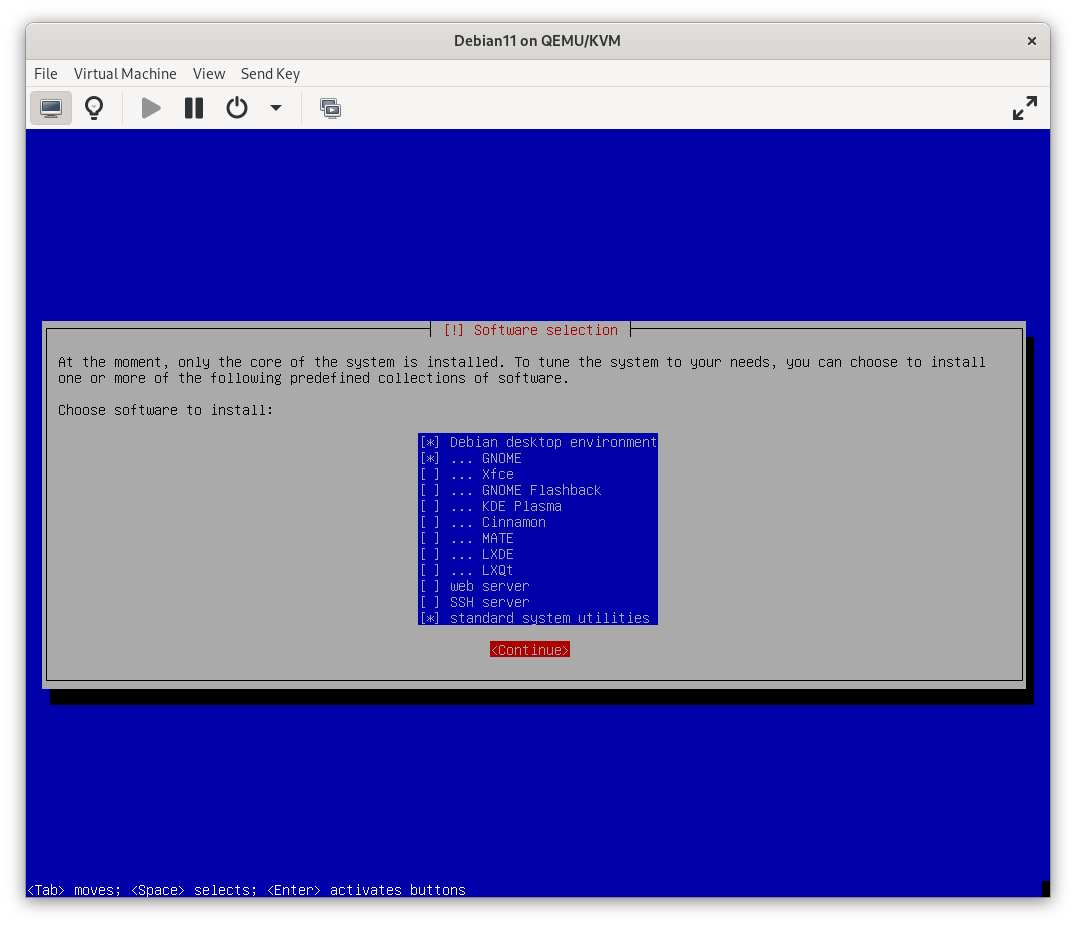 Debian11 on QEMU/KVM
File Virtual Machine View Send Key
[!] Software selection
At the moment, only the core of the system is installed. To tune the system to your needs, you can choose to install
one or more of the following predefined collections of software.
Choose software to install:
[*] Debian desktop environment
[*] ... GNOME
[ ] ... Xfce
[ ] ... GNOME Flashback
[ ] ... KDE Plasma
[ ] ... Cinnamon
[ ] ... MATE
[ ] ... LXDE
[ ] ... LXQt
[ ] web server
[ ] SSH server
[*] standard system utilities
<Continue>
<Tab> moves; <Space> selects; <Enter> activates buttons